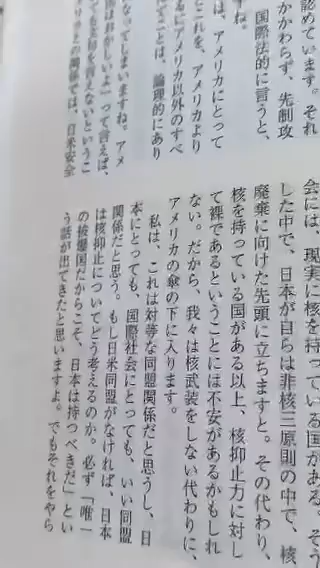 認めています。それ
かかわらず、先制攻
国際法的に言うと、
すね。
は、アメリカにとって
とこれを、アメリカより
るにアメリカ以外のすべ
ることは、論理的にあり
なってしまいますね。アメ
係はおかしいよ」って言えば、
ても文句を言えないというこ
メリカとの関係では、日米安全
会には、現実に核を持っている国がある。そう
した中で、日本が自らは非核三原則の中で、核
廃棄に向けた先頭に立ちますと。その代わり、
核を持っている国がある以上、核抑止力に対し
て裸であるということには不安があるかもしれ
ない。だから、我々は核武装をしない代わりに、
アメリカの傘の下に入ります。
私は、これは対等な同盟関係だと思うし、日
本にとっても、国際社会にとっても、いい同盟
関係だと思う。もし日米同盟がなければ、日本
は核抑止についてどう考えるのか。必ず「唯一
の被爆国だからこそ、日本は持つべきだ」とい
う話が出てきたと思いますよ。でもそれをやら